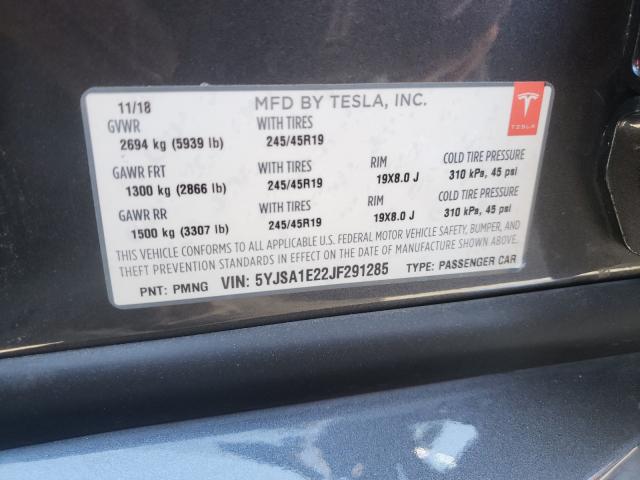 11/18 MFD BY TESLA, INC.
GVWR WITH TIRES
2694 kg (5939 lb) 245/45R19
GAWR FRT WITH TIRES RIM COLD TIRE PRESSURE
1300 kg (2866 lb) 245/45R19 19X8.0 J 310 kPa, 45 psi
GAWR RR WITH TIRES RIM COLD TIRE PRESSURE
1500 kg (3307 lb) 245/45R19 19X8.0 J 310 kPa, 45 psi
THIS VEHICLE CONFORMS TO ALL APPLICABLE U.S. FEDERAL MOTOR VEHICLE SAFETY, BUMPER, AND
THEFT PREVENTION STANDARDS IN EFFECT ON THE DATE OF MANUFACTURE SHOWN ABOVE.
PNT: PMNG VIN: 5YJSA1E22JF291285 TYPE: PASSENGER CAR
TESLA